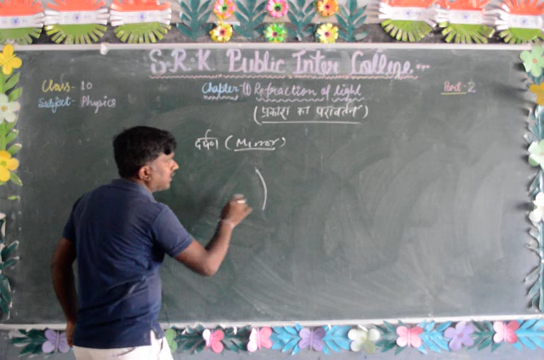 S.R.K Public Inter College
Class- 10
Chapter 10 Refraction of Light
Part- 2
Subject- Physics
(प्रकाश का परावर्तन)
दर्पण (Mirror)